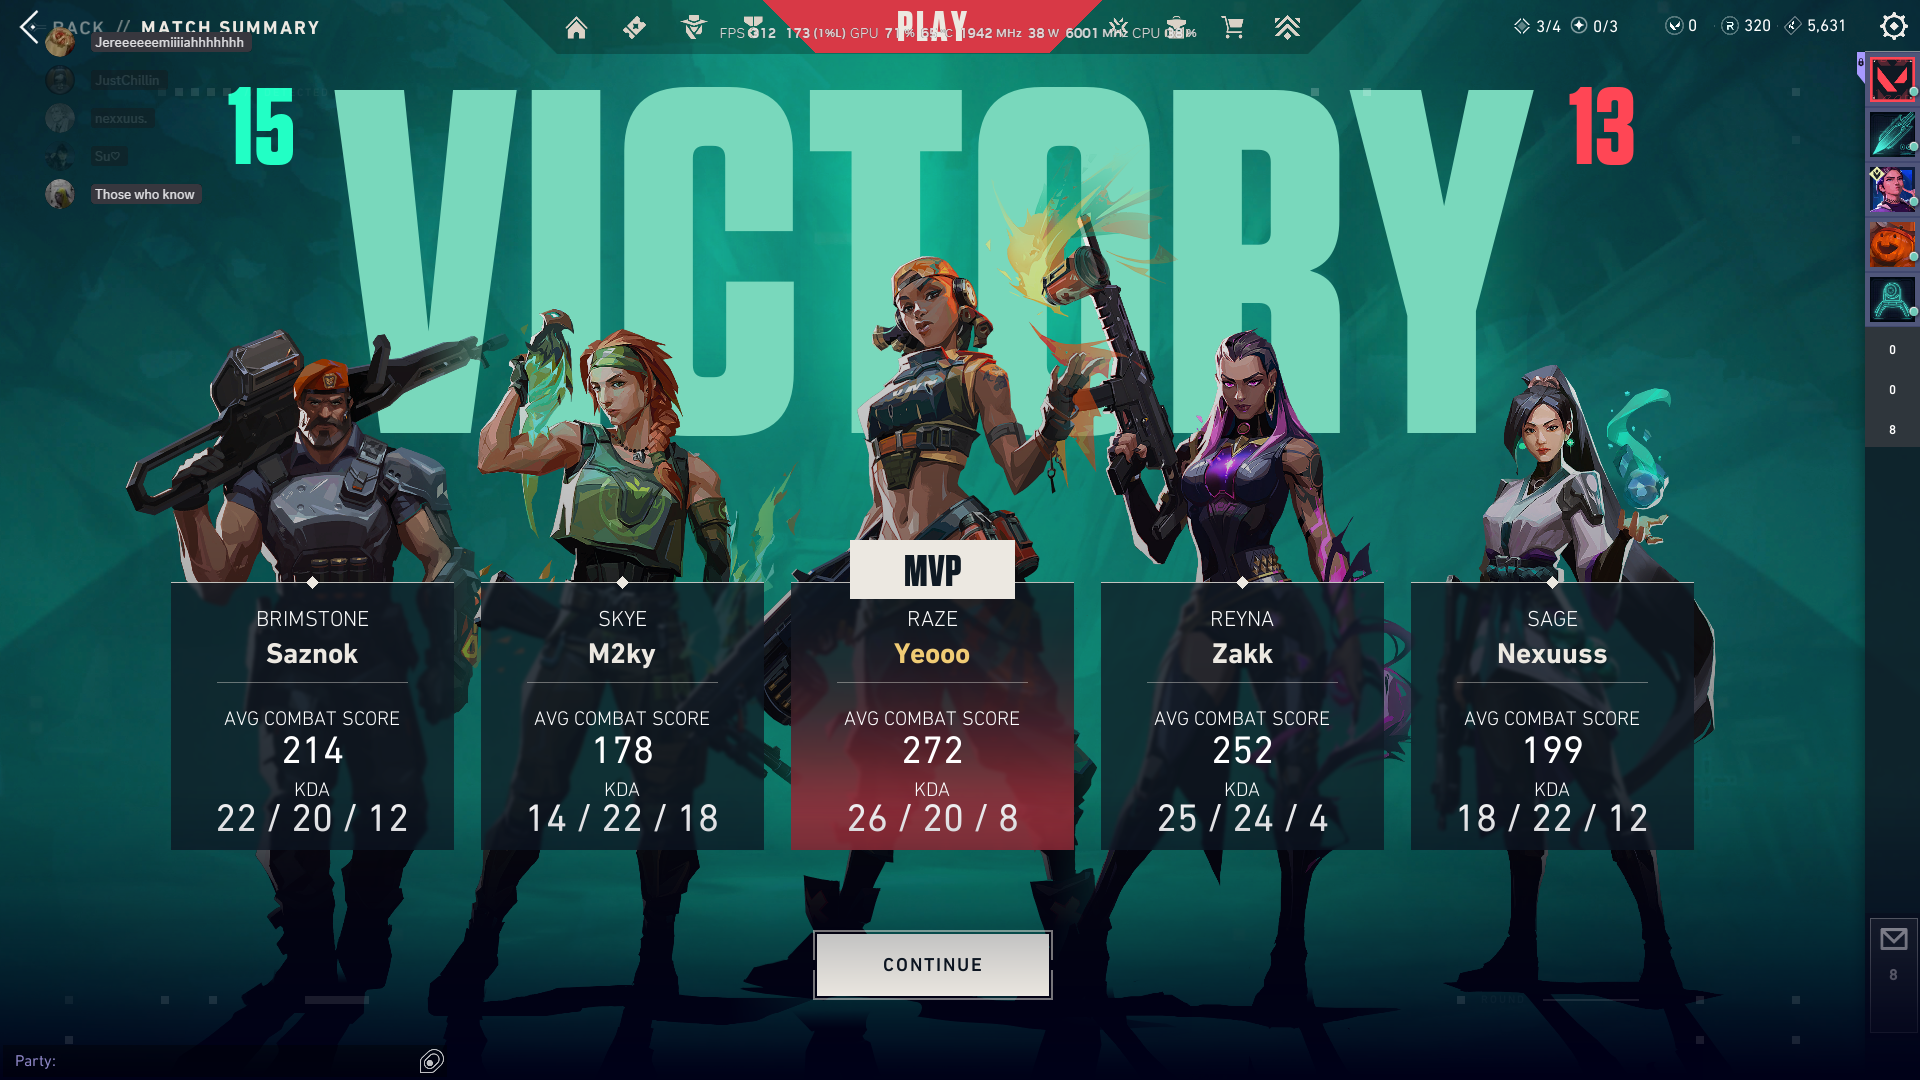 BACK // MATCH SUMMARY
PLAY
3/4 0/3 0 320 5,631
FPS 312 173 (1%L) GPU 1942 MHz 38 W 6001 MHz CPU
Jereeeeeemiiiiahhhhhhh
JustChillin
nexxuus.
Su♡
Those who know
15 VICTORY 13
0
0
8
MVP
BRIMSTONE SKYE RAZE REYNA SAGE
Saznok M2ky Yeooo Zakk Nexuuss
AVG COMBAT SCORE AVG COMBAT SCORE AVG COMBAT SCORE AVG COMBAT SCORE AVG COMBAT SCORE
214 178 272 252 199
KDA KDA KDA KDA KDA
22 / 20 / 12 14 / 22 / 18 26 / 20 / 8 25 / 24 / 4 18 / 22 / 12
CONTINUE
8
Party: